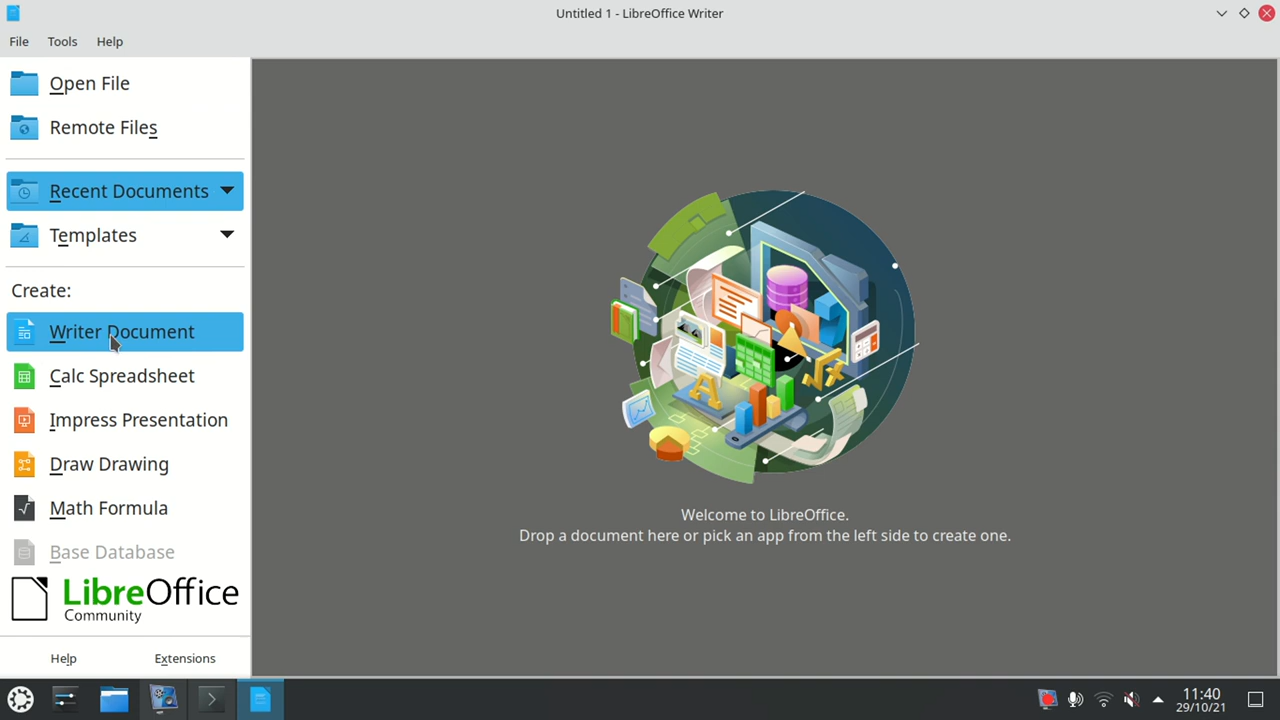 Untitled 1 - LibreOffice Writer
File Tools Help
Open File
Remote Files
Recent Documents
Templates
Create:
Writer Document
Calc Spreadsheet
Impress Presentation
Draw Drawing
Math Formula
Base Database
LibreOffice
Community
Help Extensions
Welcome to LibreOffice.
Drop a document here or pick an app from the left side to create one.
11:40
29/10/21